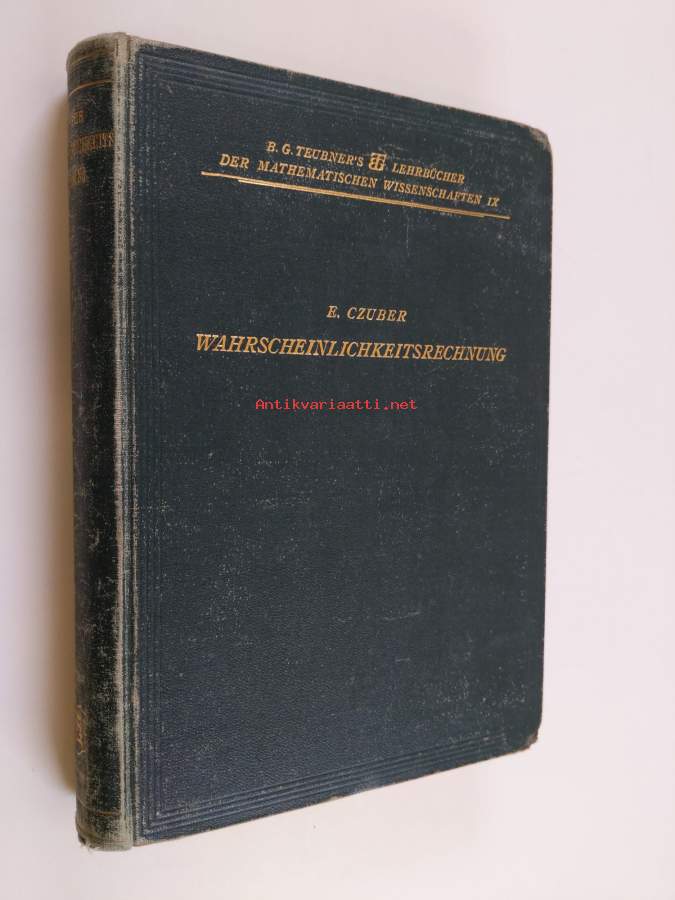 B. G. TEUBNER'S LEHRBÜCHER
DER MATHEMATISCHEN WISSENSCHAFTEN IX
E. CZUBER
WAHRSCHEINLICHKEITSRECHNUNG
Antikvariaatti.net